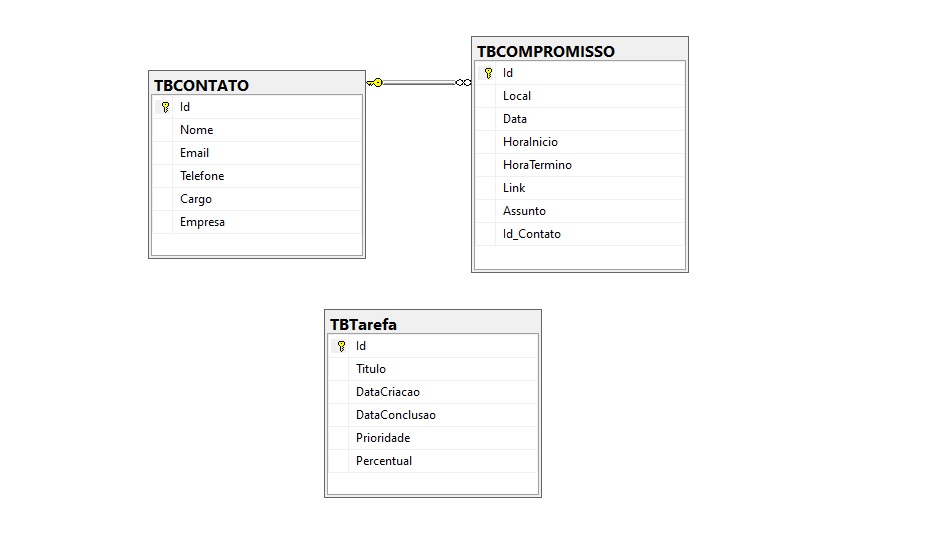 TBCONTATO
Id
Nome
Email
Telefone
Cargo
Empresa
TBCOMPROMISSO
Id
Local
Data
HoraInicio
HoraTermino
Link
Assunto
Id_Contato
TBTarefa
Id
Titulo
DataCriacao
DataConclusao
Prioridade
Percentual